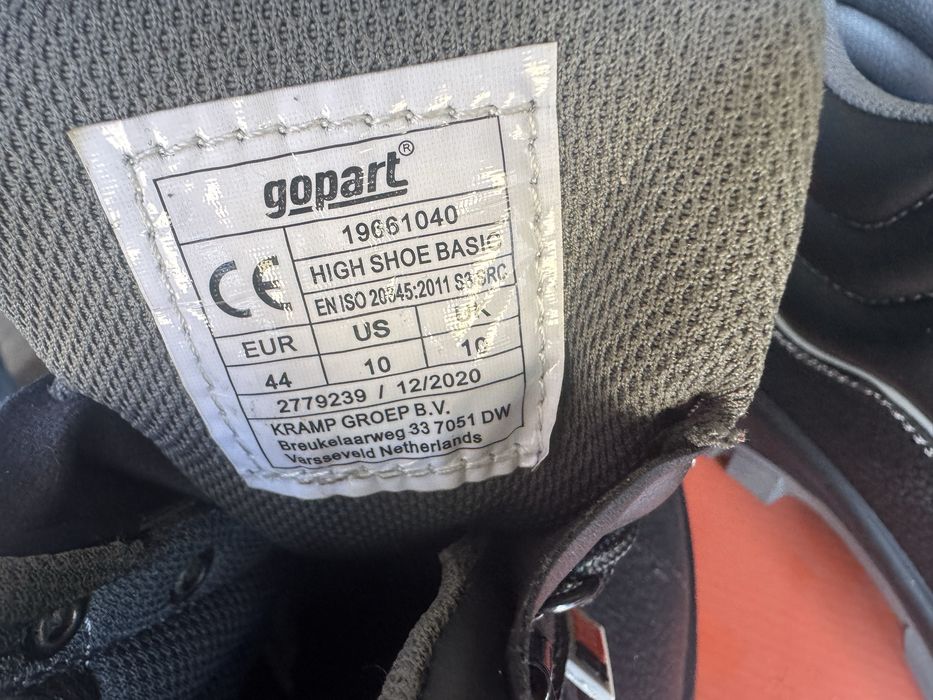 gopart®
19661040
CE
HIGH SHOE BASIC
EN ISO 20345:2011 S3 SRC
EUR US UK
44 10 10
2779239 / 12/2020
KRAMP GROEP B.V.
Breukelaarweg 33 7051 DW
Varsseveld Netherlands